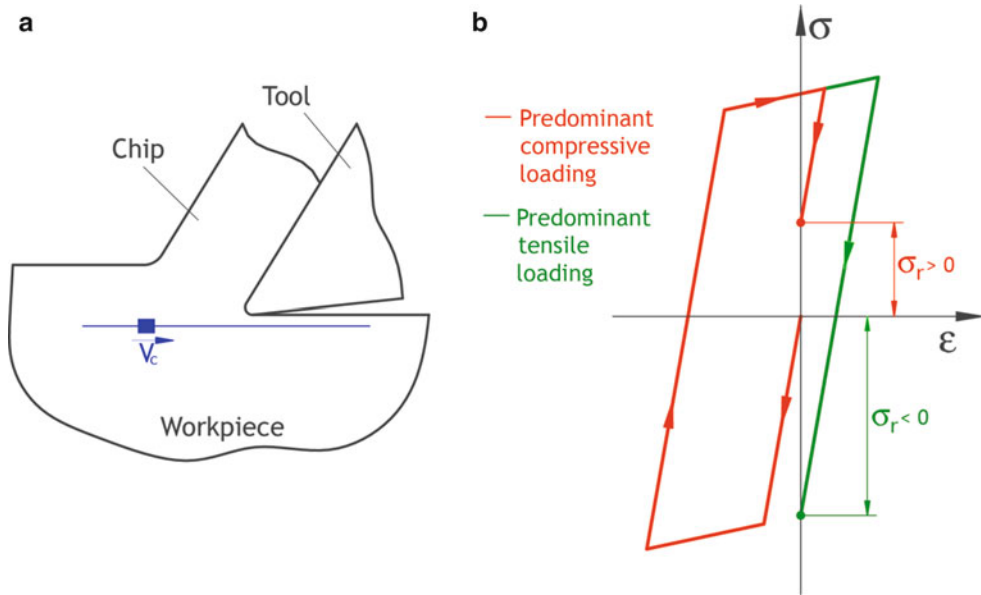 a
Tool
Chip
Vc
Workpiece
b
σ
Predominant
compressive
loading
Predominant
tensile
loading
σr > 0
ε
σr < 0